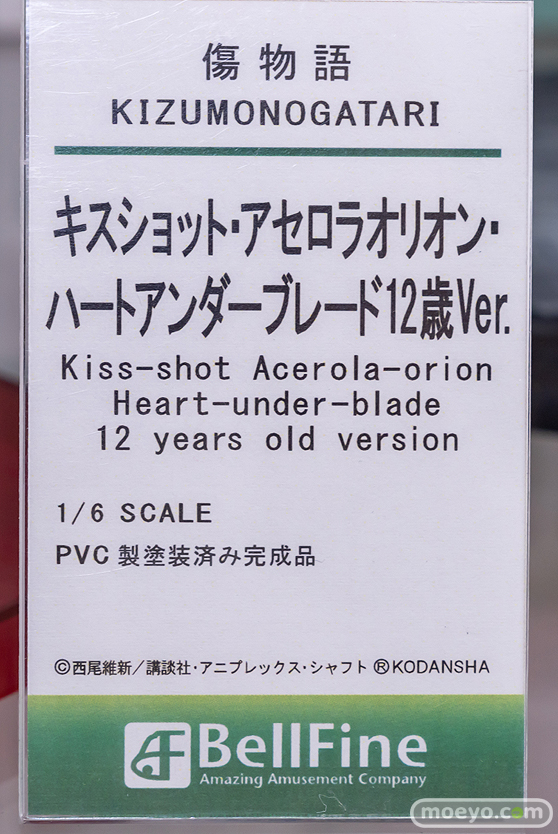 傷物語
KIZUMONOGATARI
キスショット・アセロラオリオン・
ハートアンダーブレード12歳Ver.
Kiss-shot Acerola-orion
Heart-under-blade
12 years old version
1/6 SCALE
PVC製塗装済み完成品
©西尾維新／講談社・アニプレックス・シャフト ®KODANSHA
BellFine
Amazing Amusement Company
moeyo.com